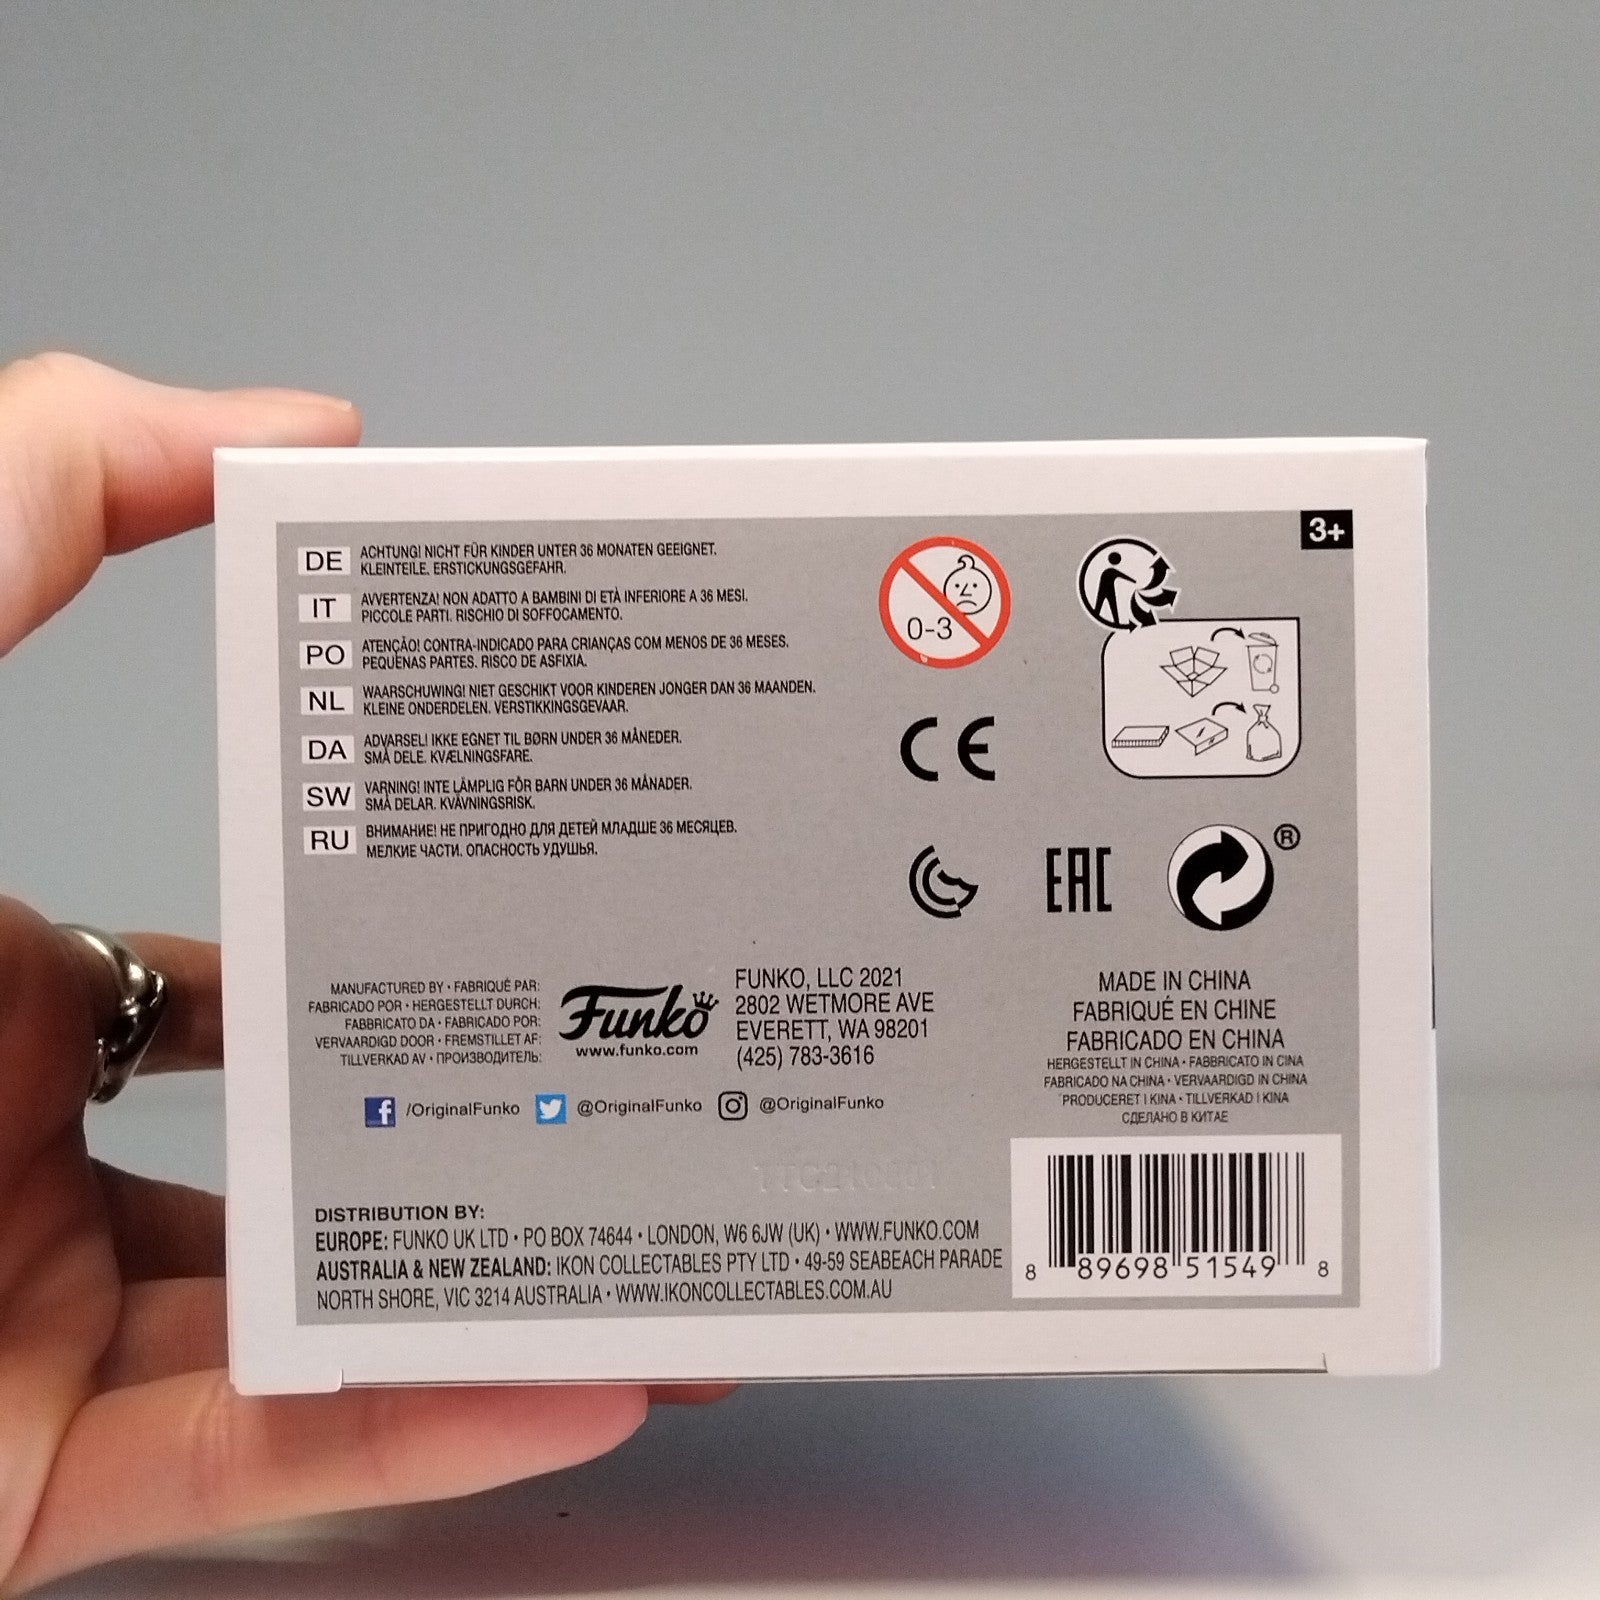 3+
DE ACHTUNG! NICHT FÜR KINDER UNTER 36 MONATEN GEEIGNET.
KLEINTEILE. ERSTICKUNGSGEFAHR.
IT AVVERTENZA! NON ADATTO A BAMBINI DI ETÀ INFERIORE A 36 MESI.
PICCOLE PARTI. RISCHIO DI SOFFOCAMENTO.
PO ATENÇÃO! CONTRA-INDICADO PARA CRIANÇAS COM MENOS DE 36 MESES.
PEQUENAS PARTES. RISCO DE ASFIXIA.
NL WAARSCHUWING! NIET GESCHIKT VOOR KINDEREN JONGER DAN 36 MAANDEN.
KLEINE ONDERDELEN. VERSTIKKINGSGEVAAR.
DA ADVARSEL! IKKE EGNET TIL BØRN UNDER 36 MÅNEDER.
SMÅ DELE. KVÆLNINGSFARE.
SW VARNING! INTE LÄMPLIG FÖR BARN UNDER 36 MÅNADER.
SMÅ DELAR. KVÄVNINGSRISK.
RU ВНИМАНИЕ! НЕ ПРИГОДНО ДЛЯ ДЕТЕЙ МЛАДШЕ 36 МЕСЯЦЕВ.
МЕЛКИЕ ЧАСТИ. ОПАСНОСТЬ УДУШЬЯ.
0-3
CE
EAC
®
MANUFACTURED BY • FABRIQUÉ PAR:
FABRICADO POR • HERGESTELLT DURCH:
FABBRICATO DA • FABRICADO POR:
VERVAARDIGD DOOR • FREMSTILLET AF:
TILLVERKAD AV • ПРОИЗВОДИТЕЛЬ:
Funko
www.funko.com
FUNKO, LLC 2021
2802 WETMORE AVE
EVERETT, WA 98201
(425) 783-3616
/OriginalFunko @OriginalFunko @OriginalFunko
MADE IN CHINA
FABRIQUÉ EN CHINE
FABRICADO EN CHINA
HERGESTELLT IN CHINA • FABBRICATO IN CINA
FABRICADO NA CHINA • VERVAARDIGD IN CHINA
PRODUCERET I KINA • TILLVERKAD I KINA
СДЕЛАНО В КИТАЕ
DISTRIBUTION BY:
EUROPE: FUNKO UK LTD • PO BOX 74644 • LONDON, W6 6JW (UK) • WWW.FUNKO.COM
AUSTRALIA & NEW ZEALAND: IKON COLLECTABLES PTY LTD • 49-59 SEABEACH PARADE
NORTH SHORE, VIC 3214 AUSTRALIA • WWW.IKONCOLLECTABLES.COM.AU
8 89698 51549 8